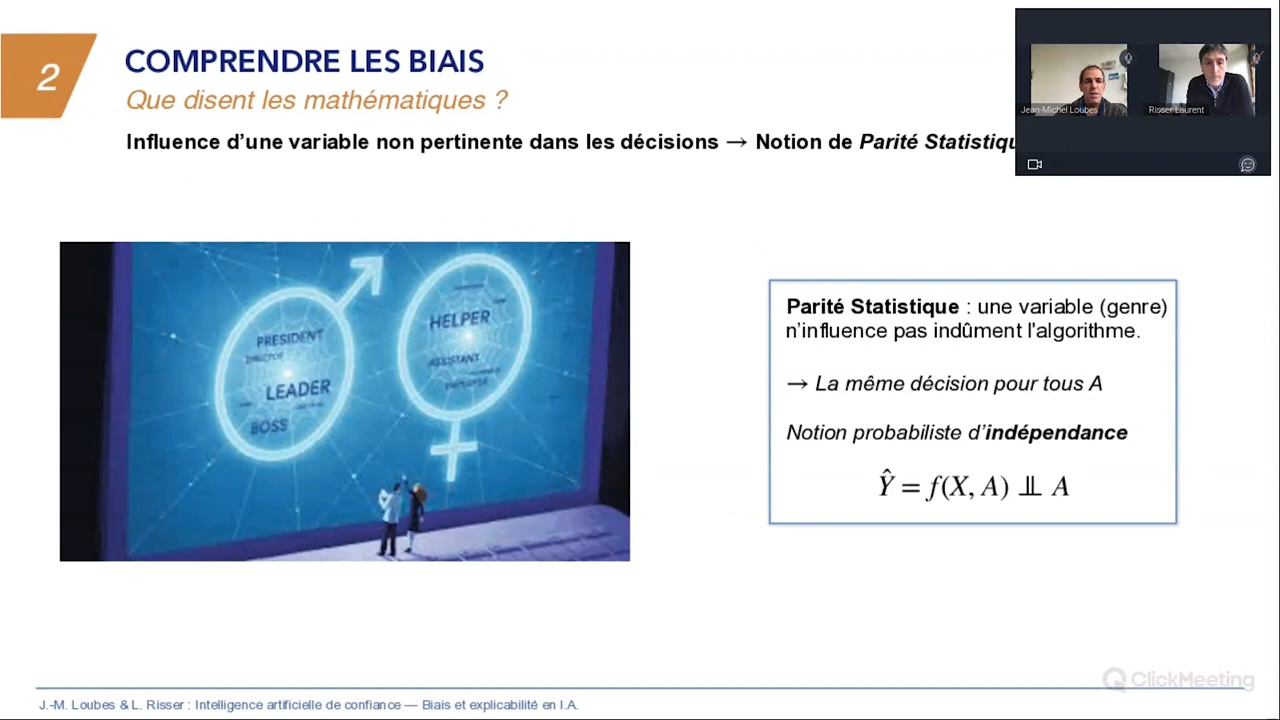 2
COMPRENDRE LES BIAIS
Que disent les mathématiques ?
Influence d’une variable non pertinente dans les décisions → Notion de Parité Statistiqu
Jean-Michel Loubes
Risser Laurent
PRESIDENT
DIRECTOR
LEADER
BOSS
HELPER
ASSISTANT
EMPLOYEE
Parité Statistique : une variable (genre)
n’influence pas indûment l'algorithme.
→ La même décision pour tous A
Notion probabiliste d’indépendance
Ŷ = f(X, A) ⫫ A
ClickMeeting
J.-M. Loubes & L. Risser : Intelligence artificielle de confiance — Biais et explicabilité en I.A.